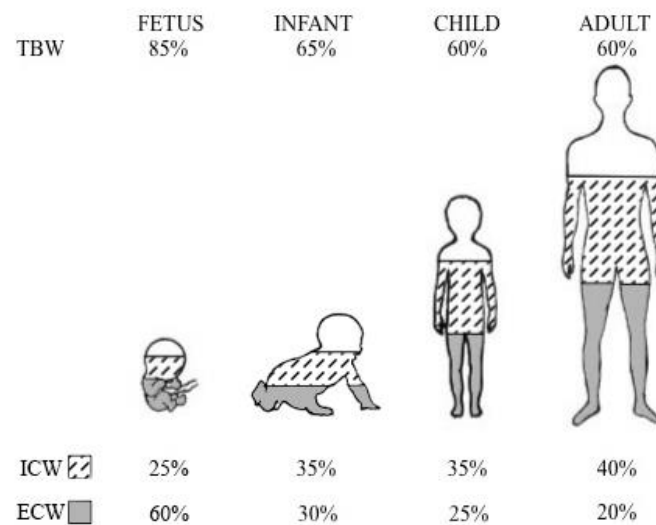 FETUS INFANT CHILD ADULT
TBW 85% 65% 60% 60%
ICW 25% 35% 35% 40%
ECW 60% 30% 25% 20%